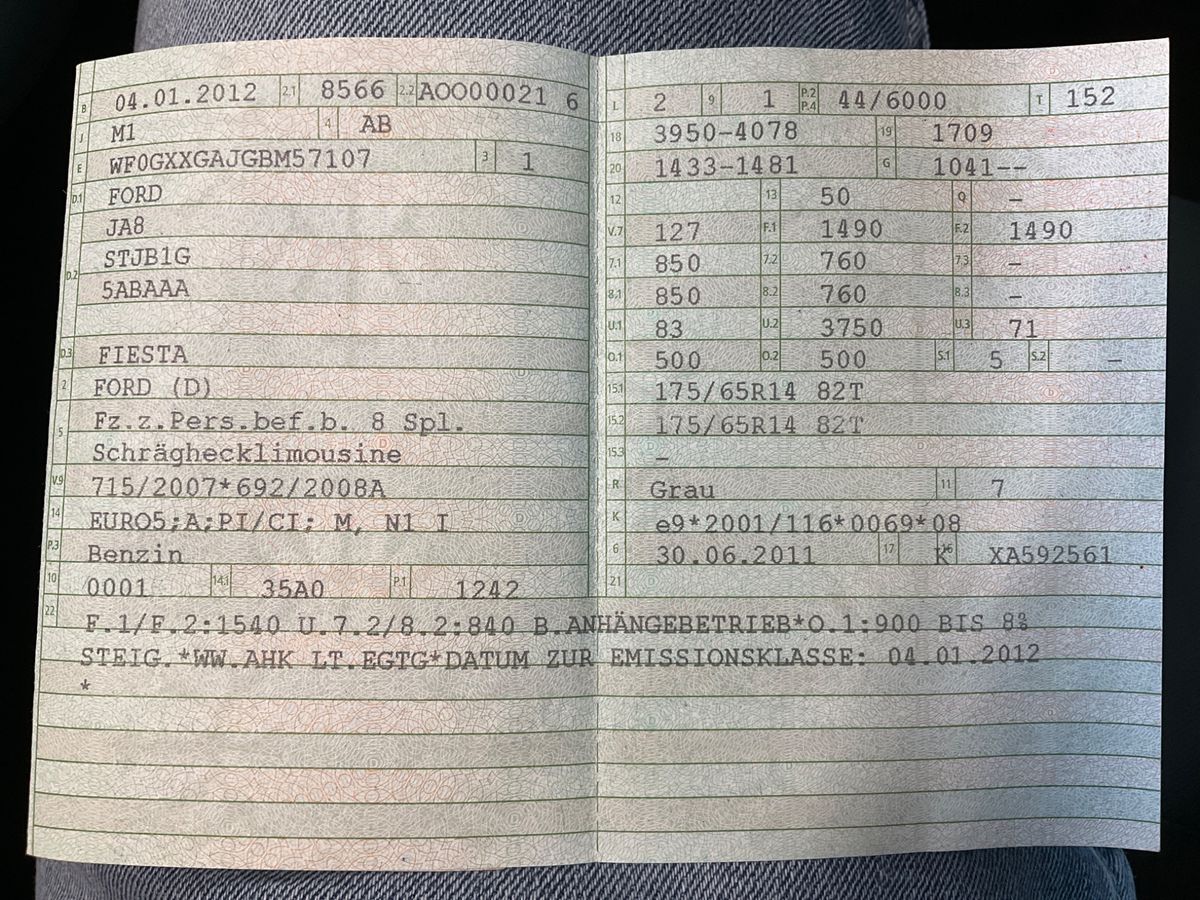 B 04.01.2012 2.1 8566 2.2 AOO00021 6
J M1 4 AB
E WF0GXXGAJGBM57107 3 1
D.1 FORD
JA8
D.2 STJB1G
5ABAAA
D.3 FIESTA
2 FORD (D)
5 Fz.z.Pers.bef.b. 8 Spl.
Schräghecklimousine
V.9 715/2007*692/2008A
14 EURO5;A;PI/CI; M, N1 I
P.3 Benzin
10 0001 14.1 35A0 P.1 1242
L 2 9 1 P.2 P.4 44/6000 T 152
18 3950-4078 19 1709
20 1433-1481 G 1041--
12 13 50 Q -
V.7 127 F.1 1490 F.2 1490
7.1 850 7.2 760 7.3 -
8.1 850 8.2 760 8.3 -
U.1 83 U.2 3750 U.3 71
O.1 500 O.2 500 S.1 5 S.2 -
15.1 175/65R14 82T
15.2 175/65R14 82T
15.3 -
R Grau 11 7
K e9*2001/116*0069*08
6 30.06.2011 17 K 16 XA592561
21
22 F.1/F.2:1540 U.7.2/8.2:840 B.ANHÄNGEBETRIEB*O.1:900 BIS 8%
STEIG.*WW.AHK LT.EGTG*DATUM ZUR EMISSIONSKLASSE: 04.01.2012
*